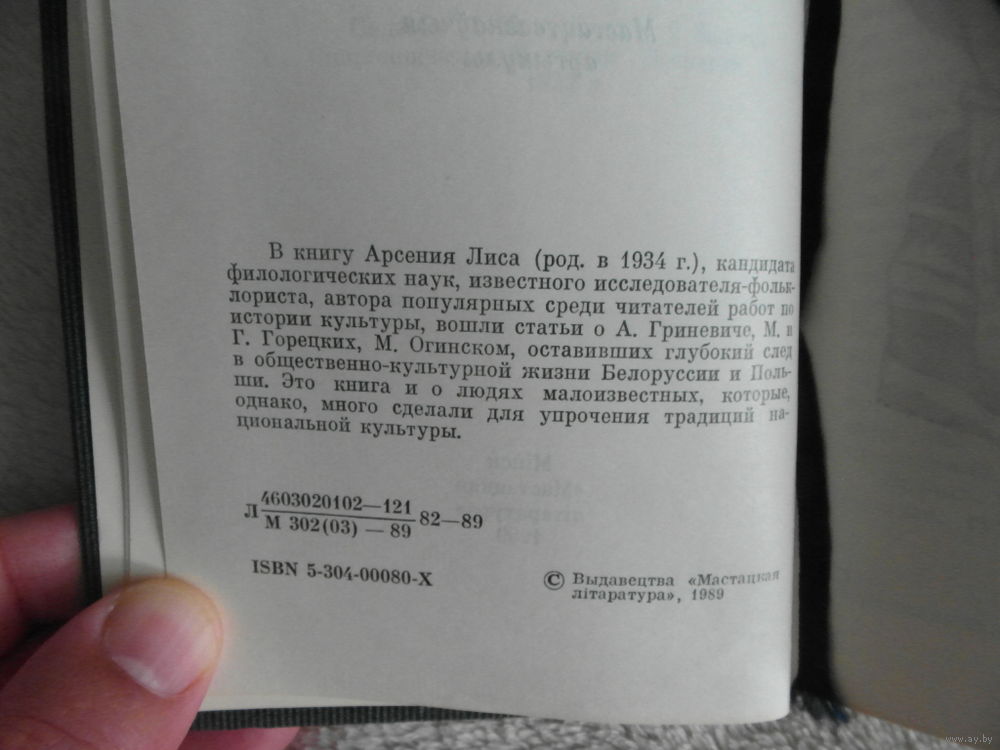 В книгу Арсения Лиса (род. в 1934 г.), кандидата
филологических наук, известного исследователя-фольк-
лориста, автора популярных среди читателей работ по
истории культуры, вошли статьи о А. Гриневиче, М. и
Г. Горецких, М. Огинском, оставивших глубокий след
в общественно-культурной жизни Белоруссии и Поль-
ши. Это книга и о людях малоизвестных, которые,
однако, много сделали для упрочения традиций на-
циональной культуры.
Л 4603020102—121
М 302(03) — 89 82—89
ISBN 5-304-00080-X
© Выдавецтва «Мастацкая
літаратура», 1989
www.ay.by